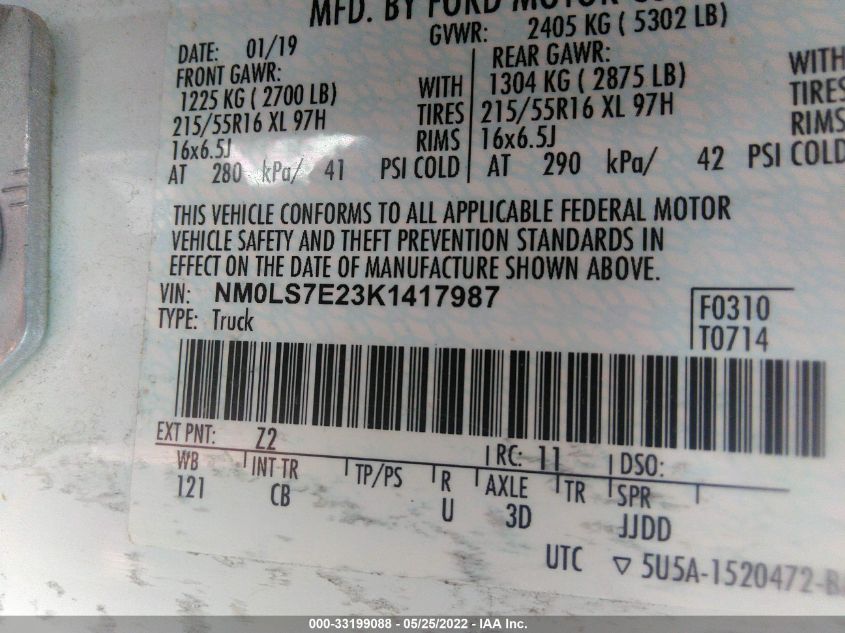 MFD. BY FORD MOTOR CO
GVWR: 2405 KG ( 5302 LB)
DATE: 01/19
FRONT GAWR:
1225 KG ( 2700 LB) WITH
215/55R16 XL 97H TIRES
16x6.5J RIMS
AT 280 kPa/ 41 PSI COLD
REAR GAWR:
1304 KG ( 2875 LB) WITH
215/55R16 XL 97H TIRES
16x6.5J RIMS
AT 290 kPa/ 42 PSI COLD
THIS VEHICLE CONFORMS TO ALL APPLICABLE FEDERAL MOTOR
VEHICLE SAFETY AND THEFT PREVENTION STANDARDS IN
EFFECT ON THE DATE OF MANUFACTURE SHOWN ABOVE.
VIN: NM0LS7E23K1417987
TYPE: Truck
F0310
T0714
EXT PNT: Z2 RC: 11 DSO:
WB INT TR TP/PS R AXLE TR SPR
121 CB U 3D JJDD
UTC ▽ 5U5A-1520472-B
000-33199088 - 05/25/2022 - IAA, Inc.